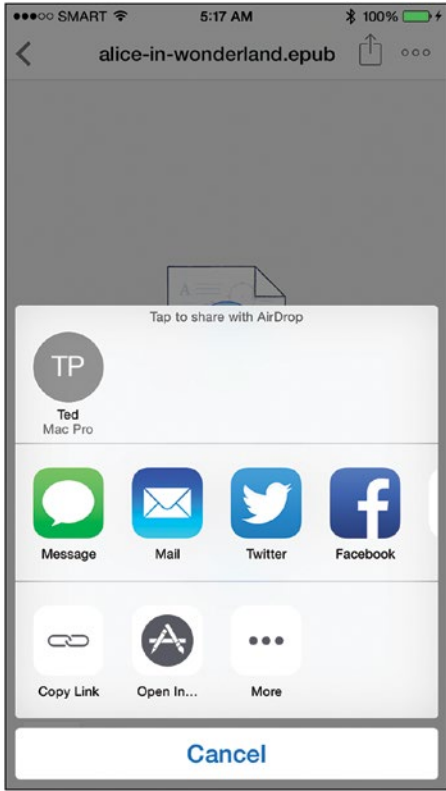 SMART 5:17 AM 100%
alice-in-wonderland.epub
A
Tap to share with AirDrop
TP
Ted
Mac Pro
Message Mail Twitter Facebook
Copy Link Open In... More
Cancel